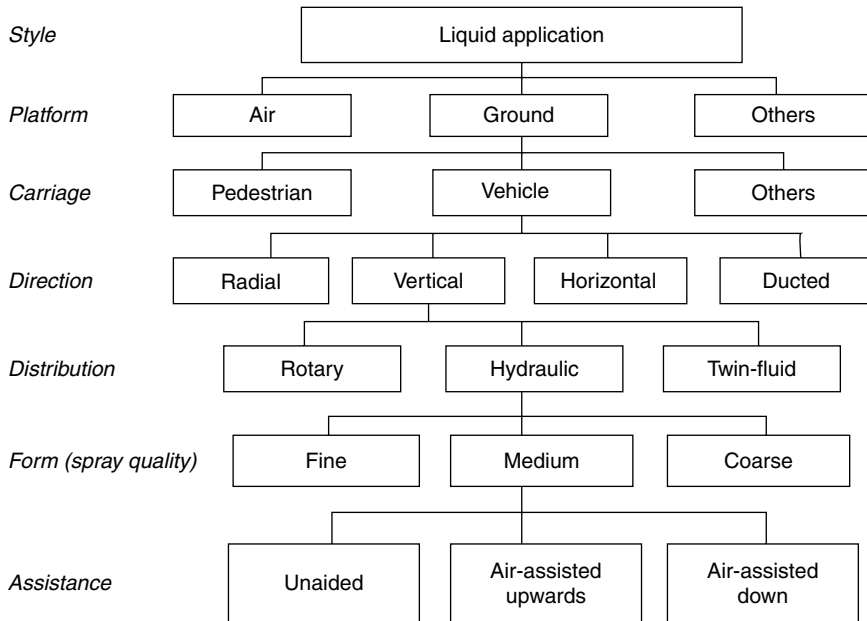 Style
Liquid application
Platform
Air
Ground
Others
Carriage
Pedestrian
Vehicle
Others
Direction
Radial
Vertical
Horizontal
Ducted
Distribution
Rotary
Hydraulic
Twin-fluid
Form (spray quality)
Fine
Medium
Coarse
Assistance
Unaided
Air-assisted
upwards
Air-assisted
down